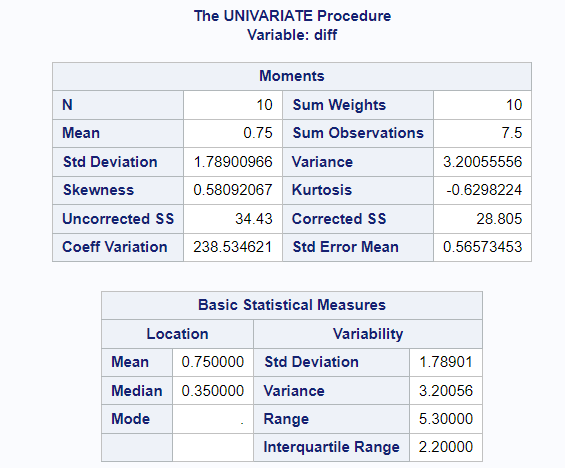 The UNIVARIATE Procedure
Variable: diff
Moments
N 10 Sum Weights 10
Mean 0.75 Sum Observations 7.5
Std Deviation 1.78900966 Variance 3.20055556
Skewness 0.58092067 Kurtosis -0.6298224
Uncorrected SS 34.43 Corrected SS 28.805
Coeff Variation 238.534621 Std Error Mean 0.56573453
Basic Statistical Measures
Location Variability
Mean 0.750000 Std Deviation 1.78901
Median 0.350000 Variance 3.20056
Mode . Range 5.30000
Interquartile Range 2.20000